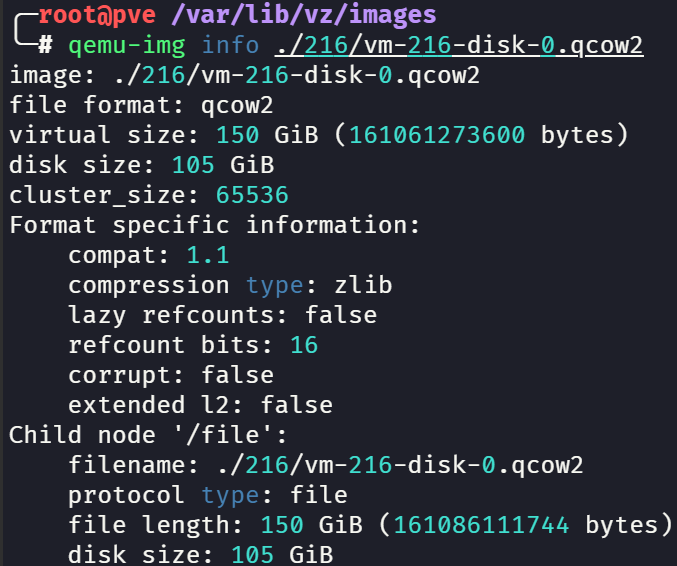 root@pve /var/lib/vz/images
# qemu-img info ./216/vm-216-disk-0.qcow2
image: ./216/vm-216-disk-0.qcow2
file format: qcow2
virtual size: 150 GiB (161061273600 bytes)
disk size: 105 GiB
cluster_size: 65536
Format specific information:
    compat: 1.1
    compression type: zlib
    lazy refcounts: false
    refcount bits: 16
    corrupt: false
    extended l2: false
Child node '/file':
    filename: ./216/vm-216-disk-0.qcow2
    protocol type: file
    file length: 150 GiB (161086111744 bytes)
    disk size: 105 GiB